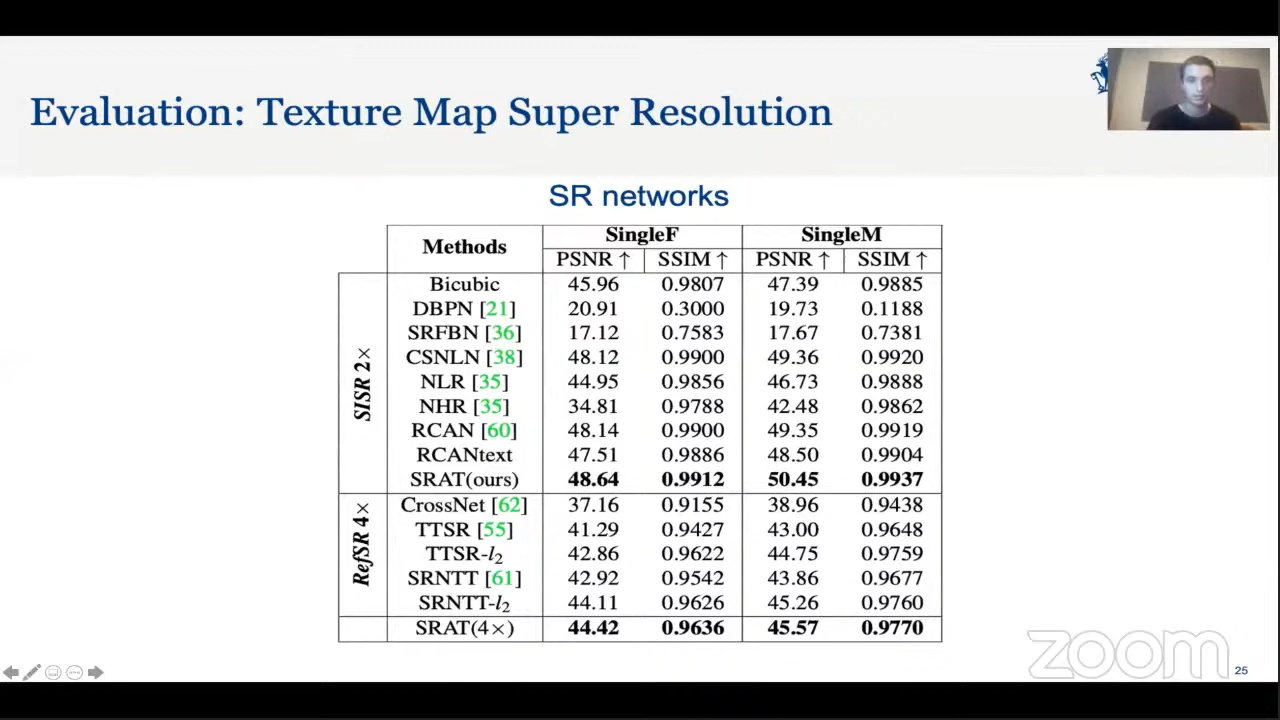 Evaluation: Texture Map Super Resolution
SR networks
Methods SingleF SingleM
PSNR ↑ SSIM ↑ PSNR ↑ SSIM ↑
SISR 2×
Bicubic 45.96 0.9807 47.39 0.9885
DBPN [21] 20.91 0.3000 19.73 0.1188
SRFBN [36] 17.12 0.7583 17.67 0.7381
CSNLN [38] 48.12 0.9900 49.36 0.9920
NLR [35] 44.95 0.9856 46.73 0.9888
NHR [35] 34.81 0.9788 42.48 0.9862
RCAN [60] 48.14 0.9900 49.35 0.9919
RCANtext 47.51 0.9886 48.50 0.9904
SRAT(ours) 48.64 0.9912 50.45 0.9937
RefSR 4×
CrossNet [62] 37.16 0.9155 38.96 0.9438
TTSR [55] 41.29 0.9427 43.00 0.9648
TTSR-l2 42.86 0.9622 44.75 0.9759
SRNTT [61] 42.92 0.9542 43.86 0.9677
SRNTT-l2 44.11 0.9626 45.26 0.9760
SRAT(4×) 44.42 0.9636 45.57 0.9770
zoom
25